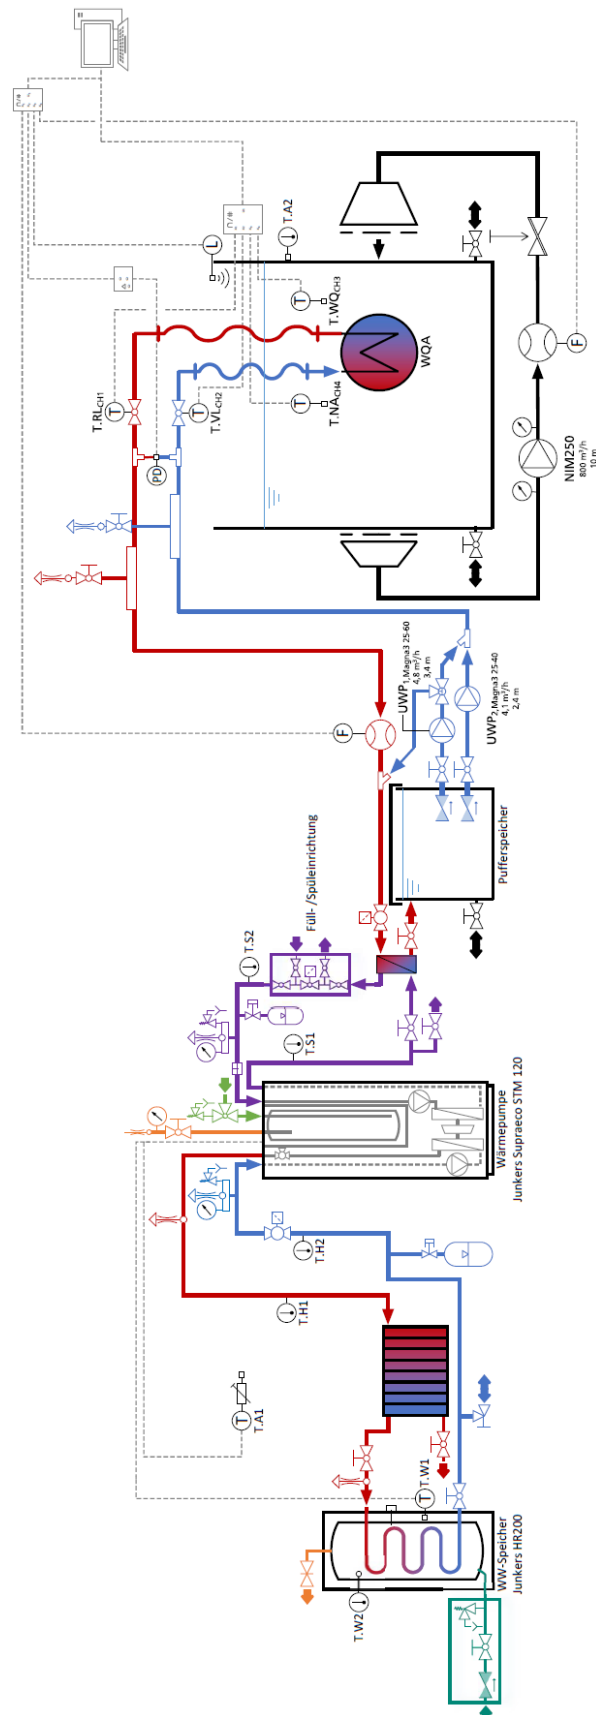 T.A2
L
T.WQCH3
T
T.RLCH1
T
T.VLCH2
T
T.NACH4
T
WQA
PD
F
NIM250
800 m³/h
10 m
F
UWP1,Magna3 25-60
4,8 m³/h
3,4 m
UWP2,Magna3 25-40
4,1 m³/h
2,4 m
Pufferspeicher
Füll- /Spüleinrichtung
T.S2
T.S1
Wärmepumpe
Junkers Supraeco STM 120
T.H2
T.H1
T
T.A1
T
T.W1
T.W2
WW-Speicher
Junkers HR200